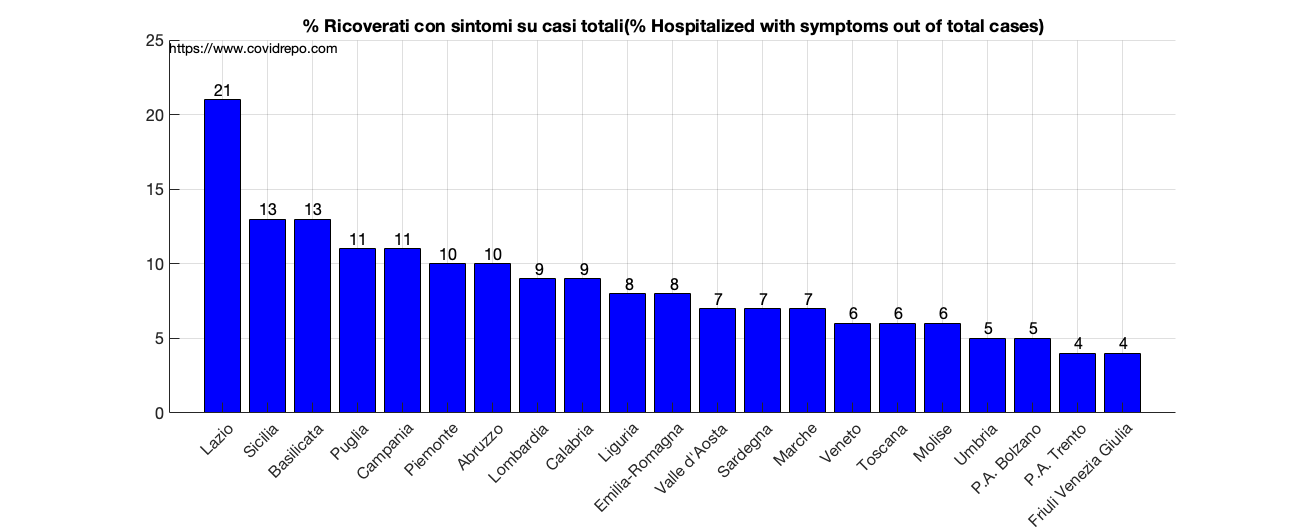 % Ricoverati con sintomi su casi totali(% Hospitalized with symptoms out of total cases)
https://www.covidrepo.com
25
20
15
10
5
0
21
13
13
11
11
10
10
9
9
8
8
7
7
7
6
6
6
5
5
4
4
Lazio
Sicilia
Basilicata
Puglia
Campania
Piemonte
Abruzzo
Lombardia
Calabria
Liguria
Emilia-Romagna
Valle d'Aosta
Sardegna
Marche
Veneto
Toscana
Molise
Umbria
P.A. Bolzano
P.A. Trento
Friuli Venezia Giulia